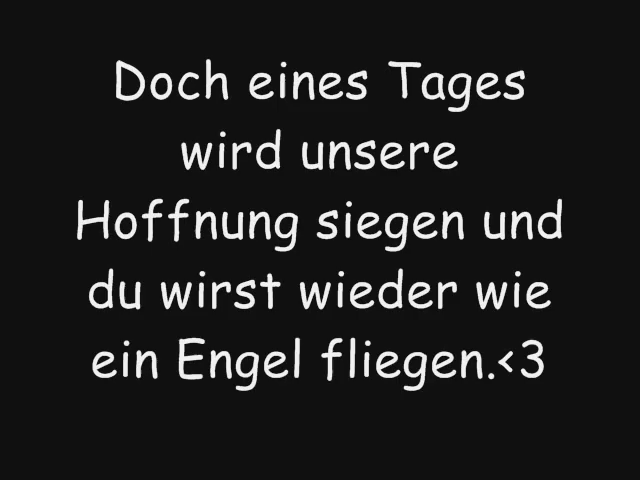 Doch eines Tages
wird unsere
Hoffnung siegen und
du wirst wieder wie
ein Engel fliegen.<3